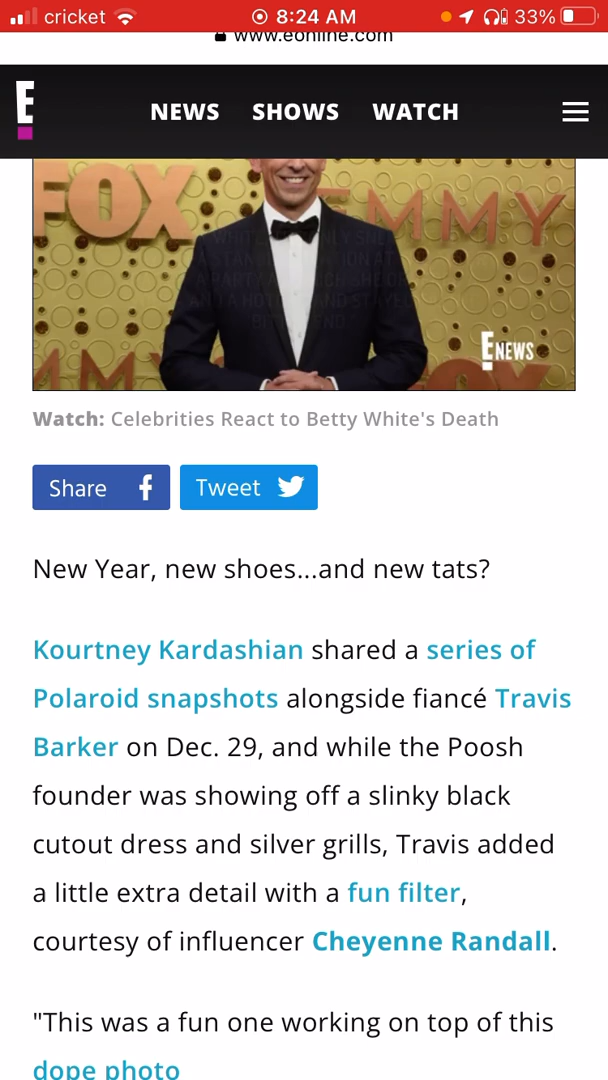 cricket 8:24 AM 33%
www.eonline.com
E NEWS SHOWS WATCH
FOX EMMY
E NEWS
EMMY FOX
Watch: Celebrities React to Betty White's Death
Share Tweet
New Year, new shoes...and new tats?
Kourtney Kardashian shared a series of
Polaroid snapshots alongside fiancé Travis
Barker on Dec. 29, and while the Poosh
founder was showing off a slinky black
cutout dress and silver grills, Travis added
a little extra detail with a fun filter,
courtesy of influencer Cheyenne Randall.
"This was a fun one working on top of this
dope photo